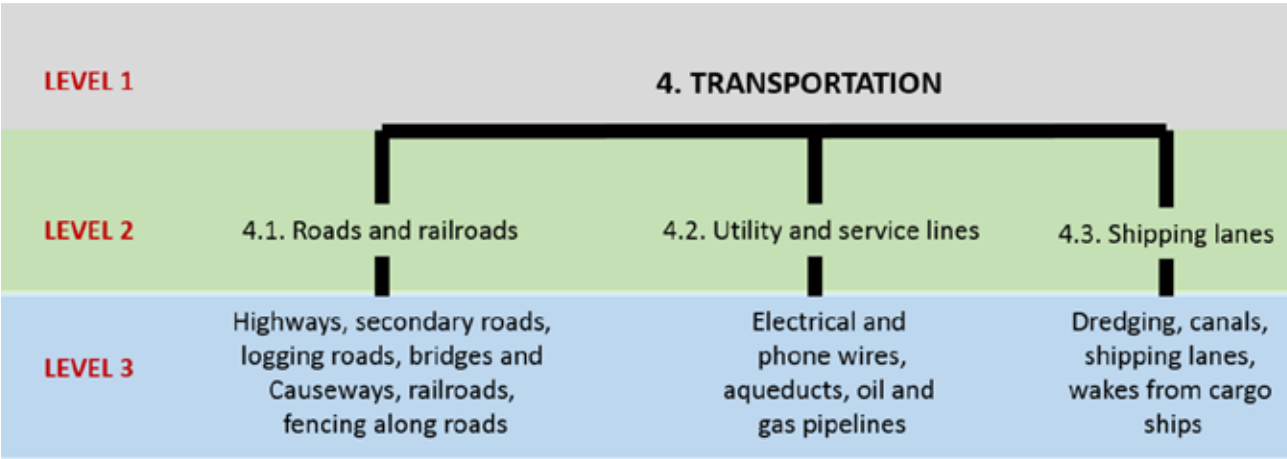 LEVEL 1
4. TRANSPORTATION
LEVEL 2
4.1. Roads and railroads
4.2. Utility and service lines
4.3. Shipping lanes
LEVEL 3
Highways, secondary roads,
logging roads, bridges and
Causeways, railroads,
fencing along roads
Electrical and
phone wires,
aqueducts, oil and
gas pipelines
Dredging, canals,
shipping lanes,
wakes from cargo
ships